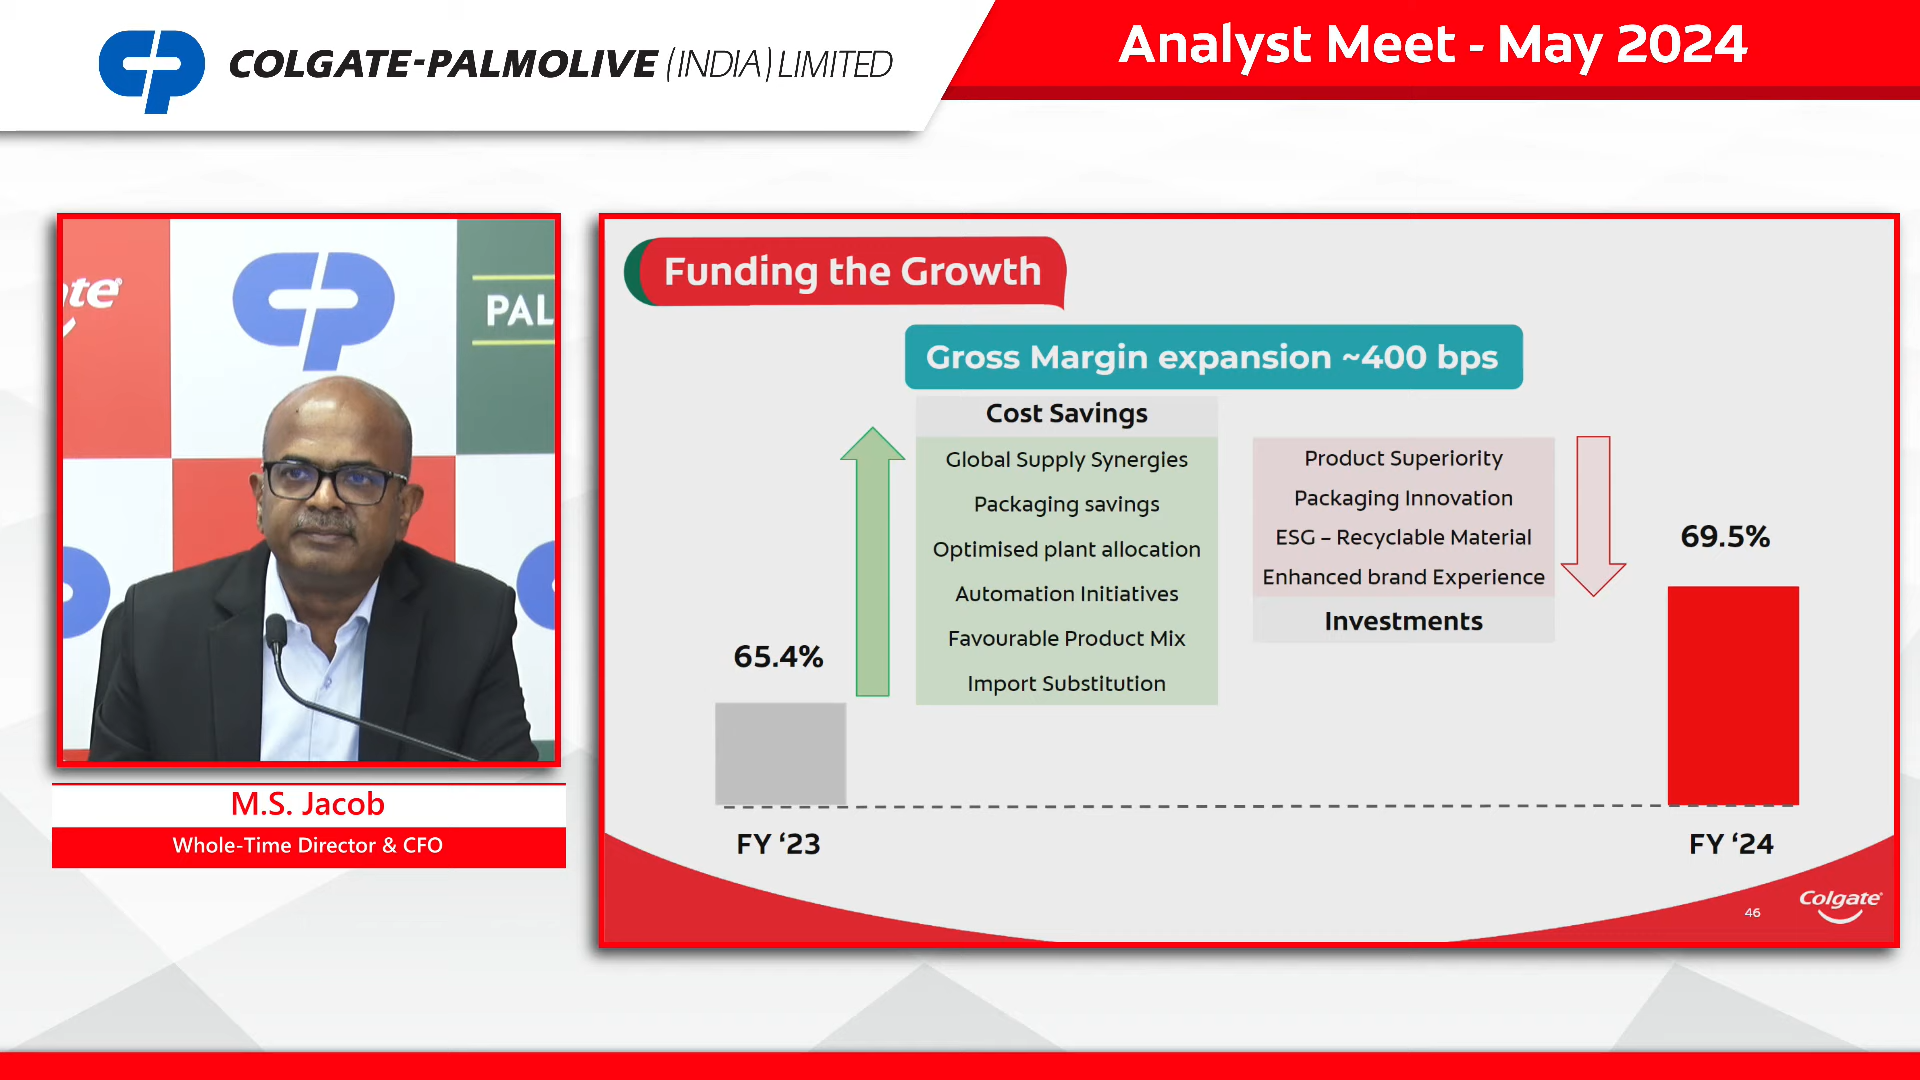 COLGATE-PALMOLIVE (INDIA) LIMITED
Analyst Meet - May 2024
ate
PAL
M.S. Jacob
Whole-Time Director & CFO
Funding the Growth
Gross Margin expansion ~400 bps
Cost Savings
Global Supply Synergies
Packaging savings
Optimised plant allocation
Automation Initiatives
Favourable Product Mix
Import Substitution
Product Superiority
Packaging Innovation
ESG – Recyclable Material
Enhanced brand Experience
Investments
65.4%
69.5%
FY ‘23
FY ‘24
46
Colgate